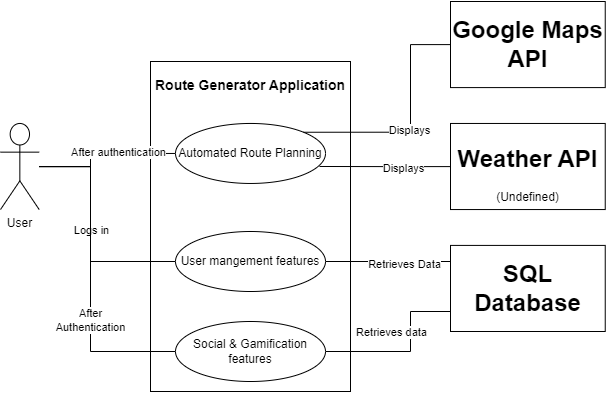 Google Maps
API
Route Generator Application
Displays
After authentication
Automated Route Planning
Weather API
Displays
(Undefined)
User
Logs in
User mangement features
Retrieves Data
SQL
Database
After
Authentication
Retrieves data
Social & Gamification
features